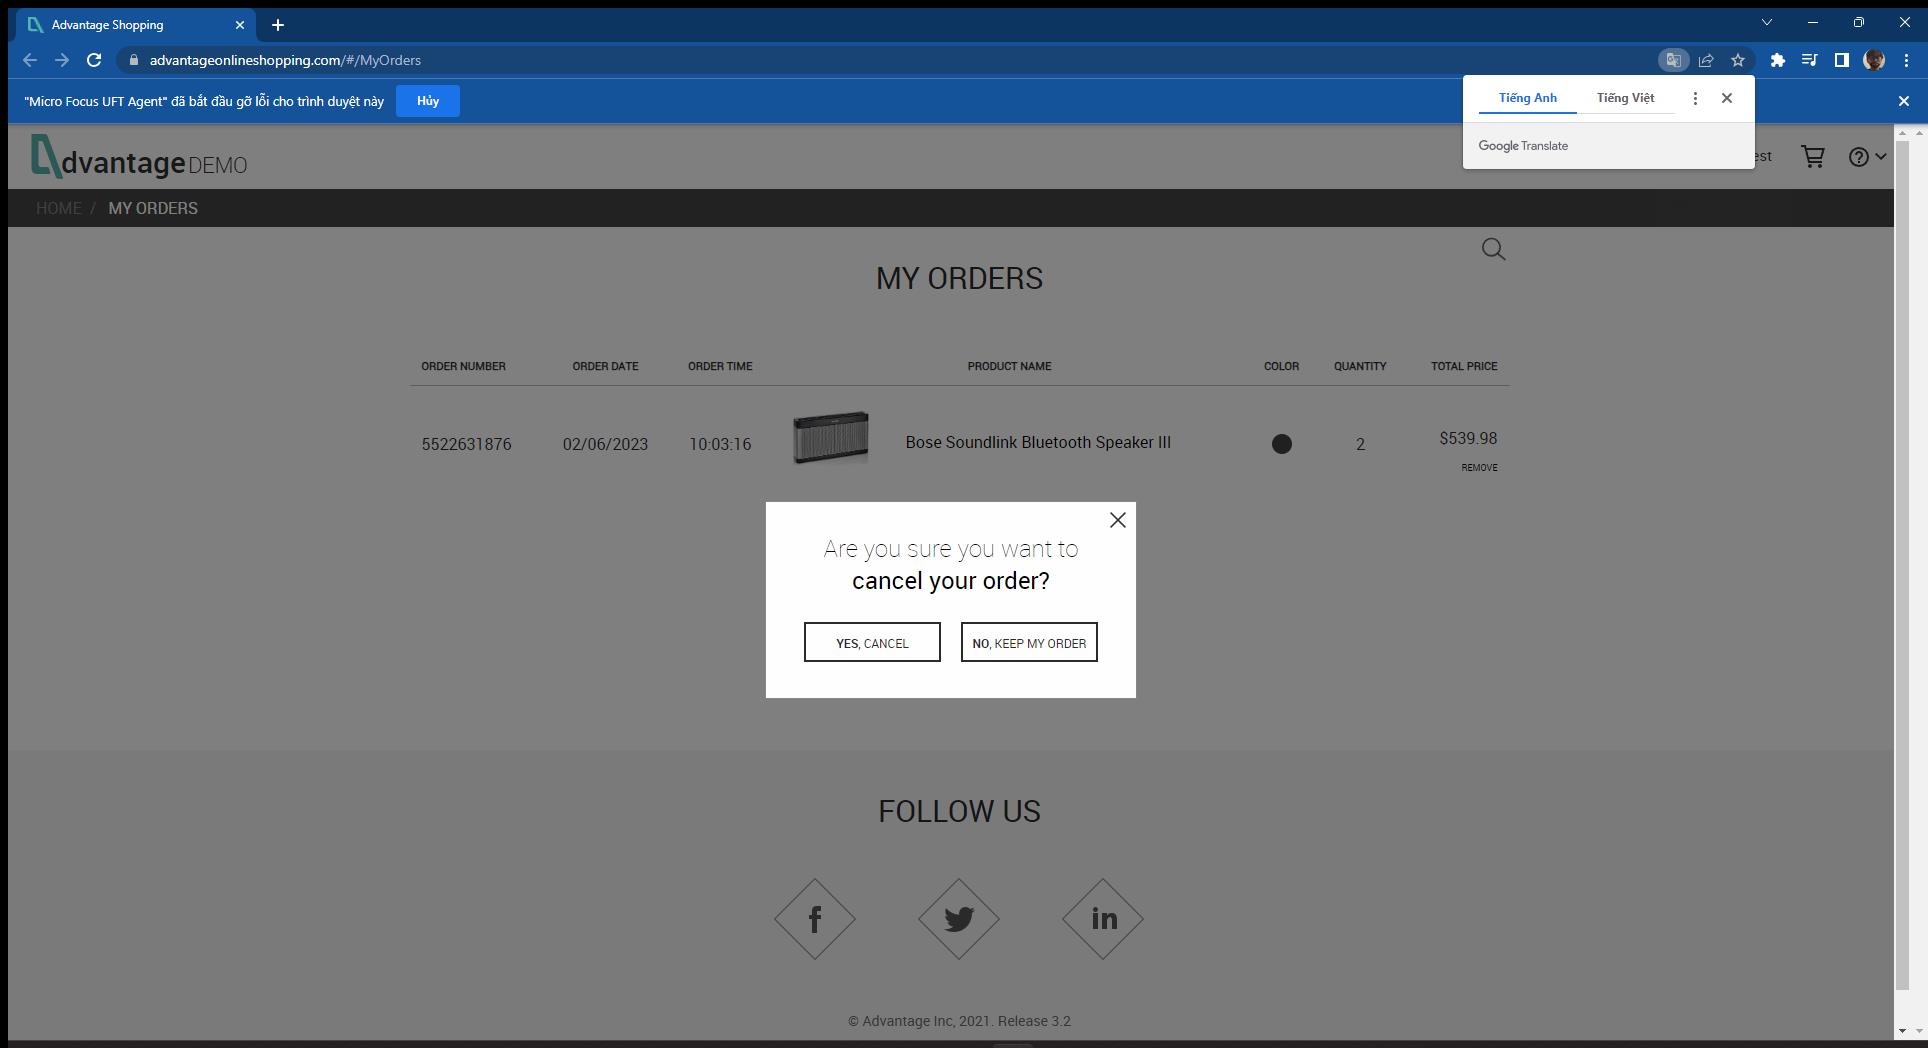 Advantage Shopping
advantageonlineshopping.com/#/MyOrders
"Micro Focus UFT Agent" đã bắt đầu gỡ lỗi cho trình duyệt này
Hủy
Tiếng Anh
Tiếng Việt
Google Translate
dvantage DEMO
est
HOME / MY ORDERS
MY ORDERS
ORDER NUMBER ORDER DATE ORDER TIME PRODUCT NAME COLOR QUANTITY TOTAL PRICE
5522631876 02/06/2023 10:03:16 Bose Soundlink Bluetooth Speaker III 2 $539.98
REMOVE
Are you sure you want to
cancel your order?
YES, CANCEL
NO, KEEP MY ORDER
FOLLOW US
f
in
© Advantage Inc, 2021. Release 3.2